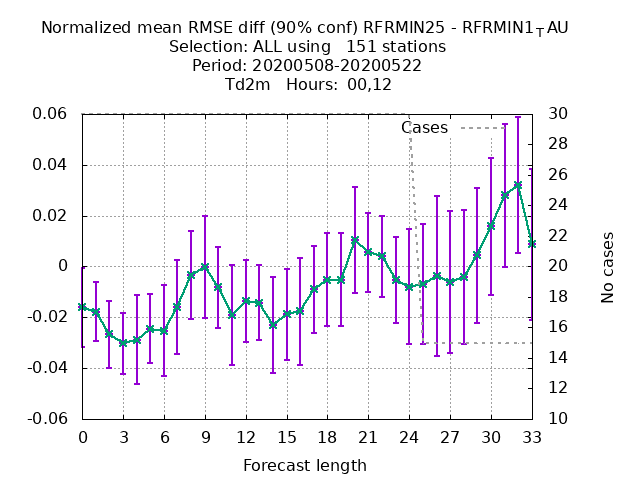 Normalized mean RMSE diff (90% conf) RFRMIN25 - RFRMIN1TAU
Selection: ALL using   151 stations
Period: 20200508-20200522
Td2m   Hours:  00,12
0.06
0.04
0.02
0
-0.02
-0.04
-0.06
Cases
30
28
26
24
22
20
18
16
14
12
10
No cases
0 3 6 9 12 15 18 21 24 27 30 33
Forecast length